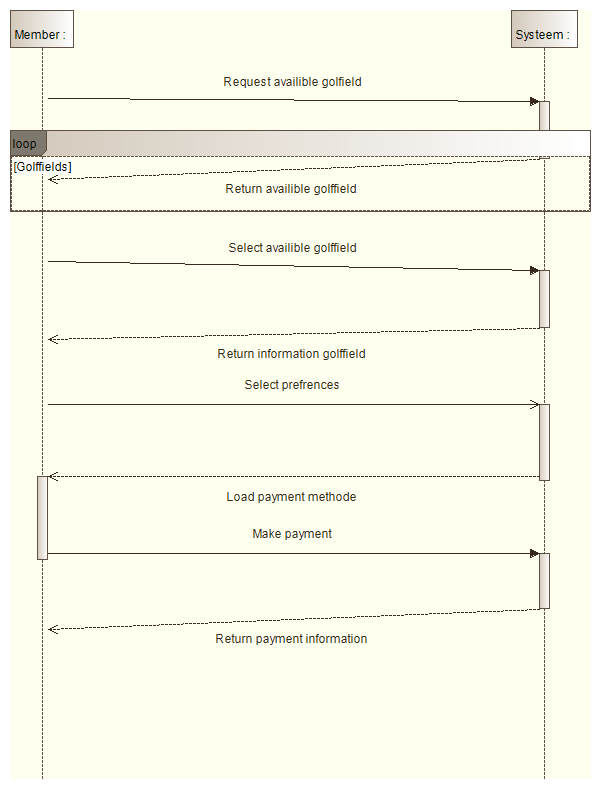 Member :
Systeem :
Request availible golfield
loop
[Golffields]
Return availible golffield
Select availible golffield
Return information golffield
Select prefrences
Load payment methode
Make payment
Return payment information